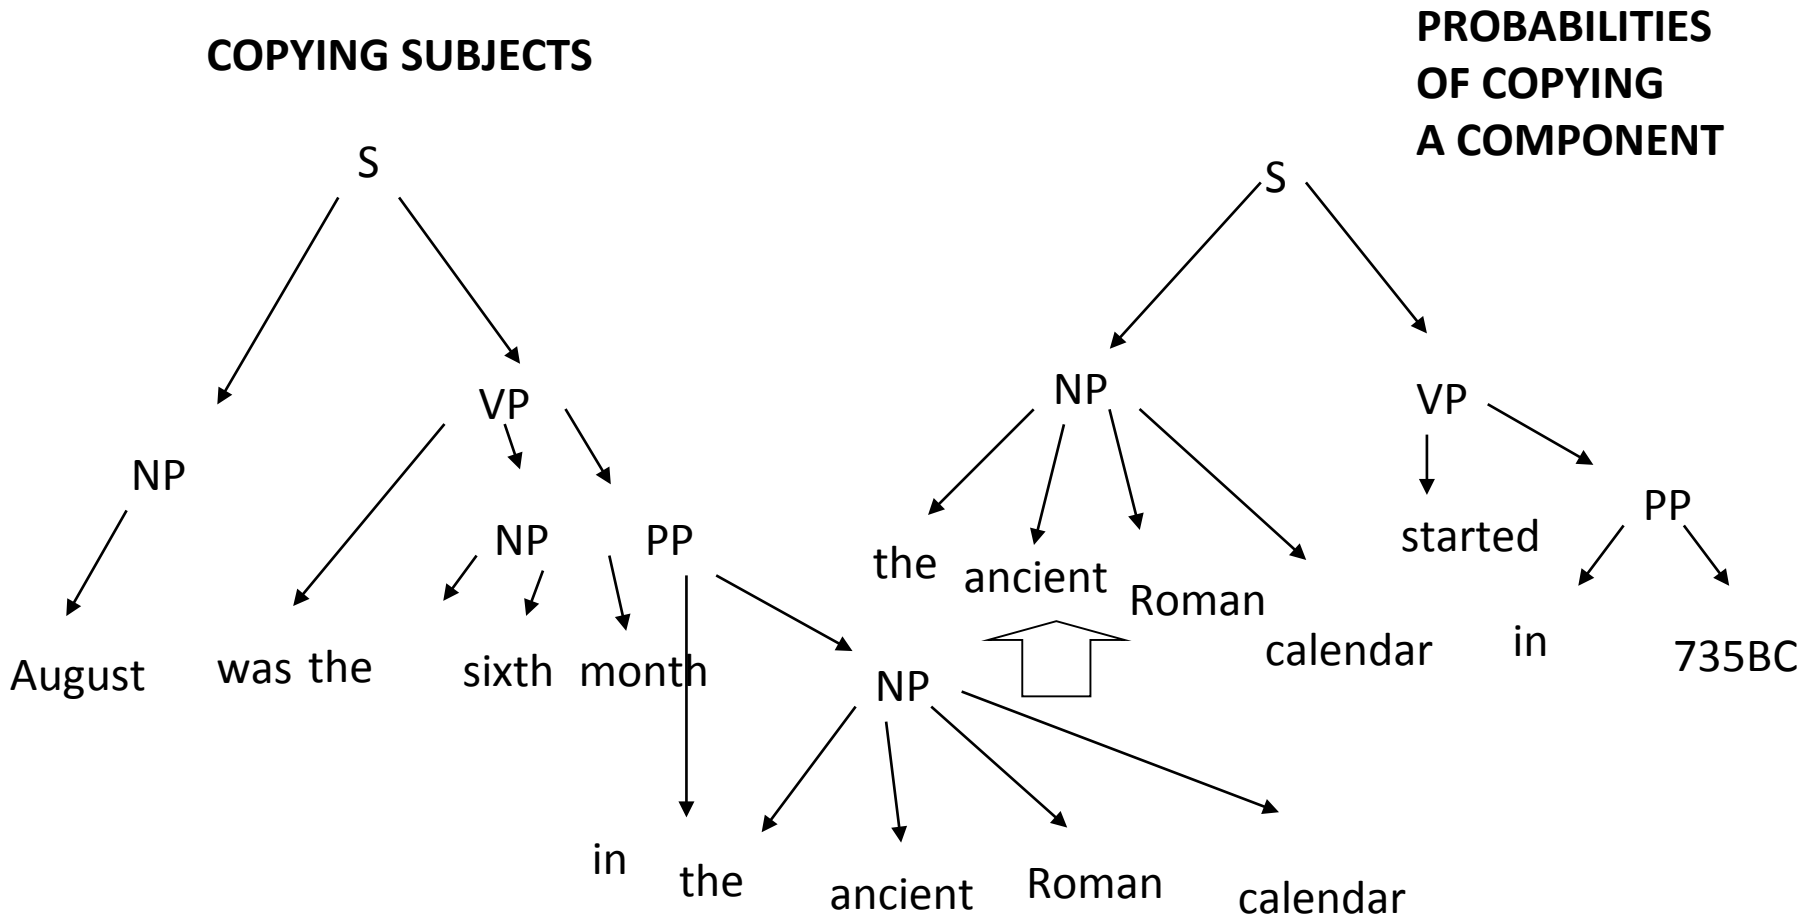 COPYING SUBJECTS
PROBABILITIES
OF COPYING
A COMPONENT
S
NP
VP
NP
PP
August
was the
sixth
month
NP
in
the
ancient
Roman
calendar
S
NP
VP
PP
the
ancient
Roman
calendar
started
in
735BC